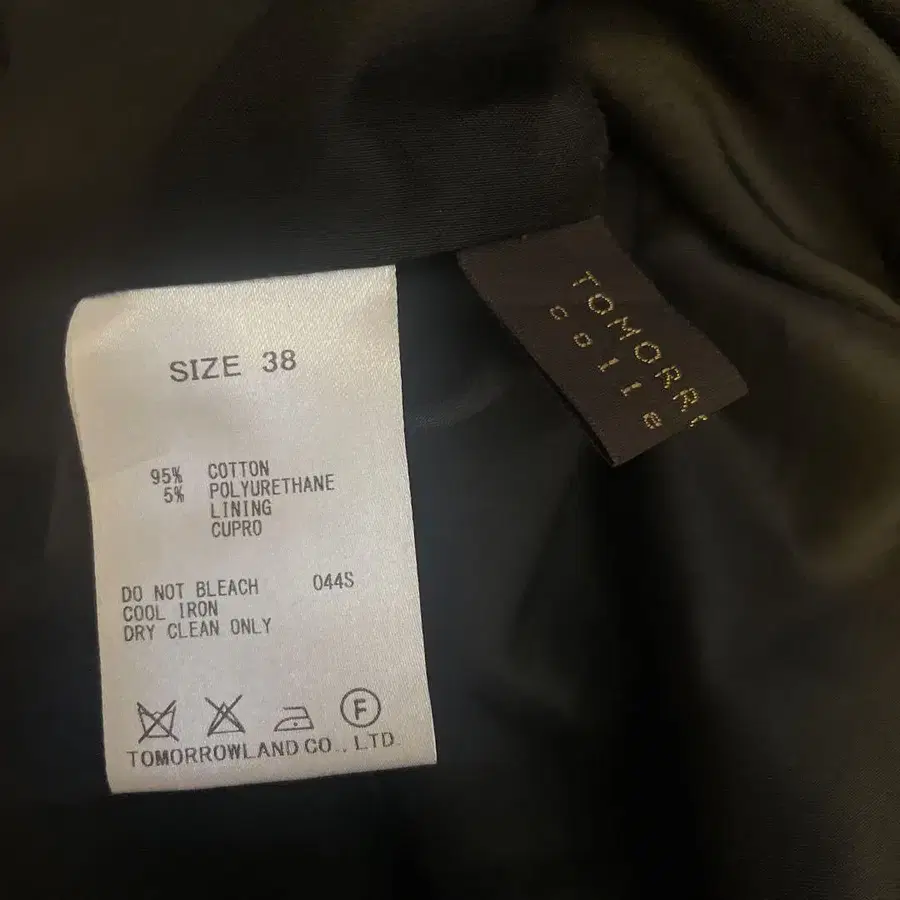 SIZE 38
95% COTTON
5% POLYURETHANE
LINING
CUPRO
DO NOT BLEACH 044S
COOL IRON
DRY CLEAN ONLY
F
TOMORROWLAND CO., LTD.
TOMORR
colle